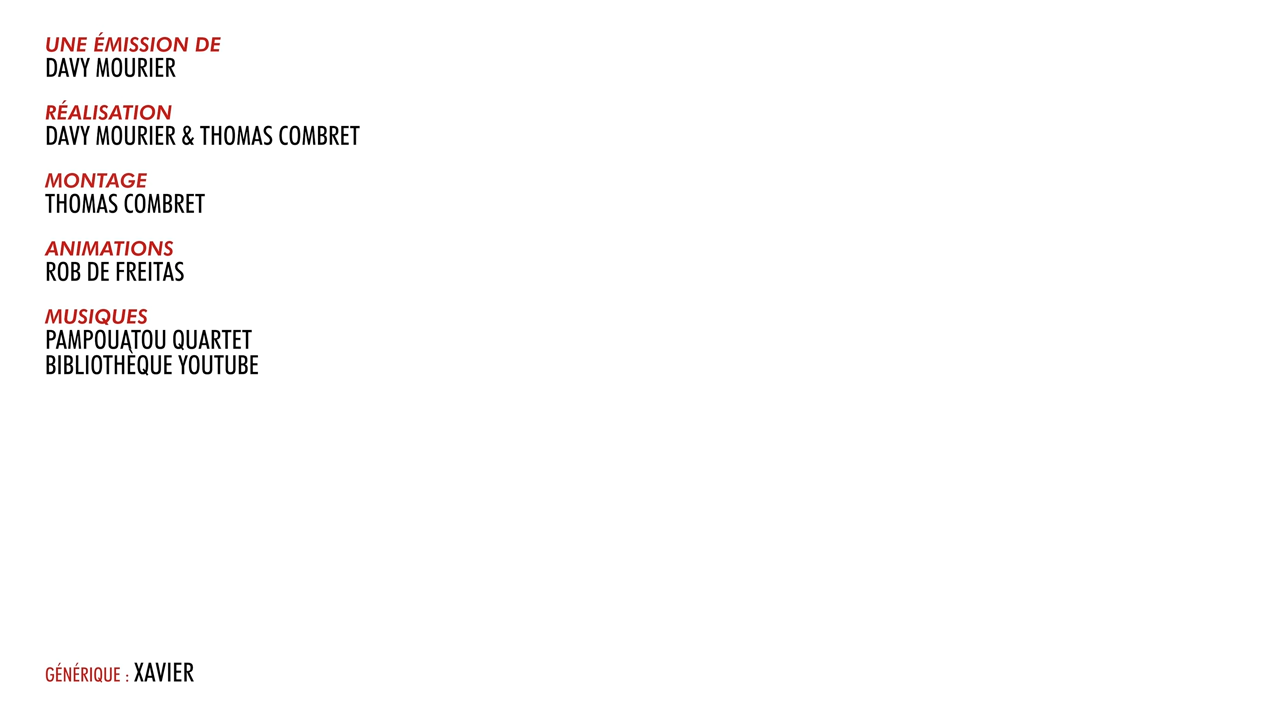 UNE ÉMISSION DE
DAVY MOURIER
RÉALISATION
DAVY MOURIER & THOMAS COMBRET
MONTAGE
THOMAS COMBRET
ANIMATIONS
ROB DE FREITAS
MUSIQUES
PAMPOUATOU QUARTET
BIBLIOTHÈQUE YOUTUBE
GÉNÉRIQUE : XAVIER